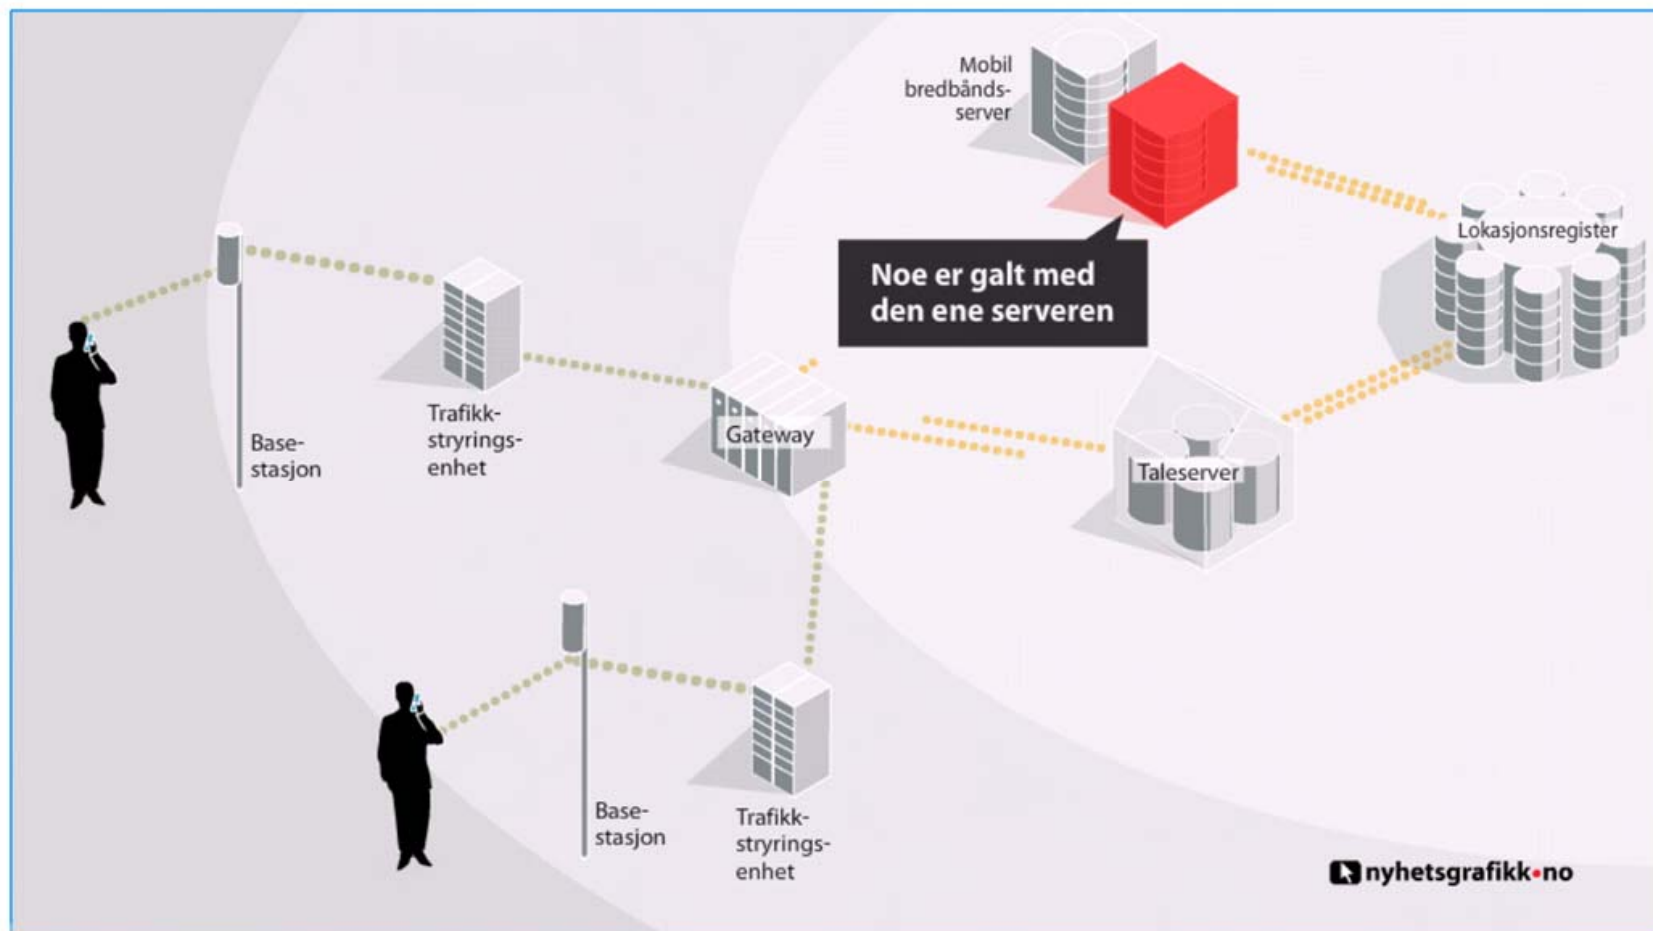 Mobil
bredbånds-
server
Lokasjonsregister
Noe er galt med
den ene serveren
Trafikk-
stryrings-
enhet
Base-
stasjon
Gateway
Taleserver
Base-
stasjon
Trafikk-
stryrings-
enhet
nyhetsgrafikk•no